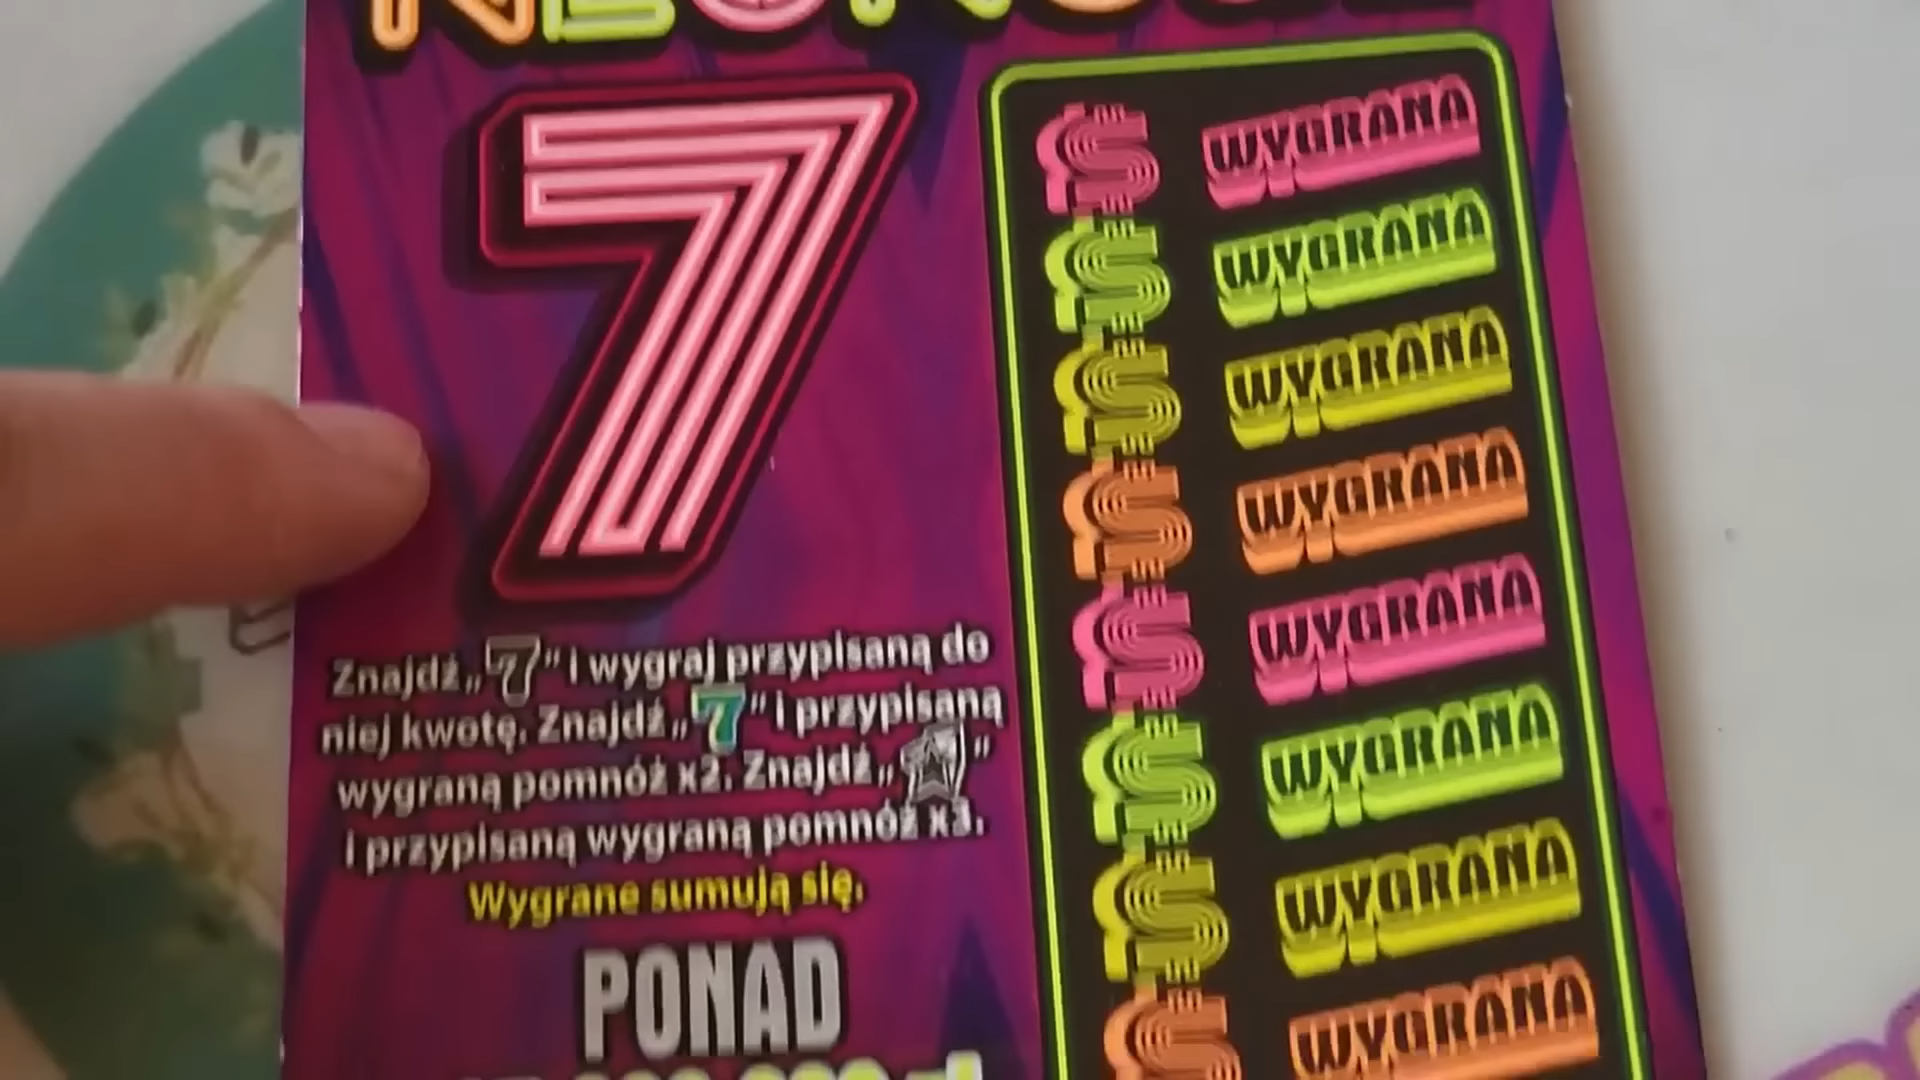 7
Znajdź „7" i wygraj przypisaną do
niej kwotę. Znajdź „7" i przypisaną
wygraną pomnóż x2. Znajdź „
" i przypisaną wygraną pomnóż x3.
Wygrane sumują się.
PONAD
$ WYGRANA
$ WYGRANA
$ WYGRANA
$ WYGRANA
$ WYGRANA
$ WYGRANA
$ WYGRANA
$ WYGRANA